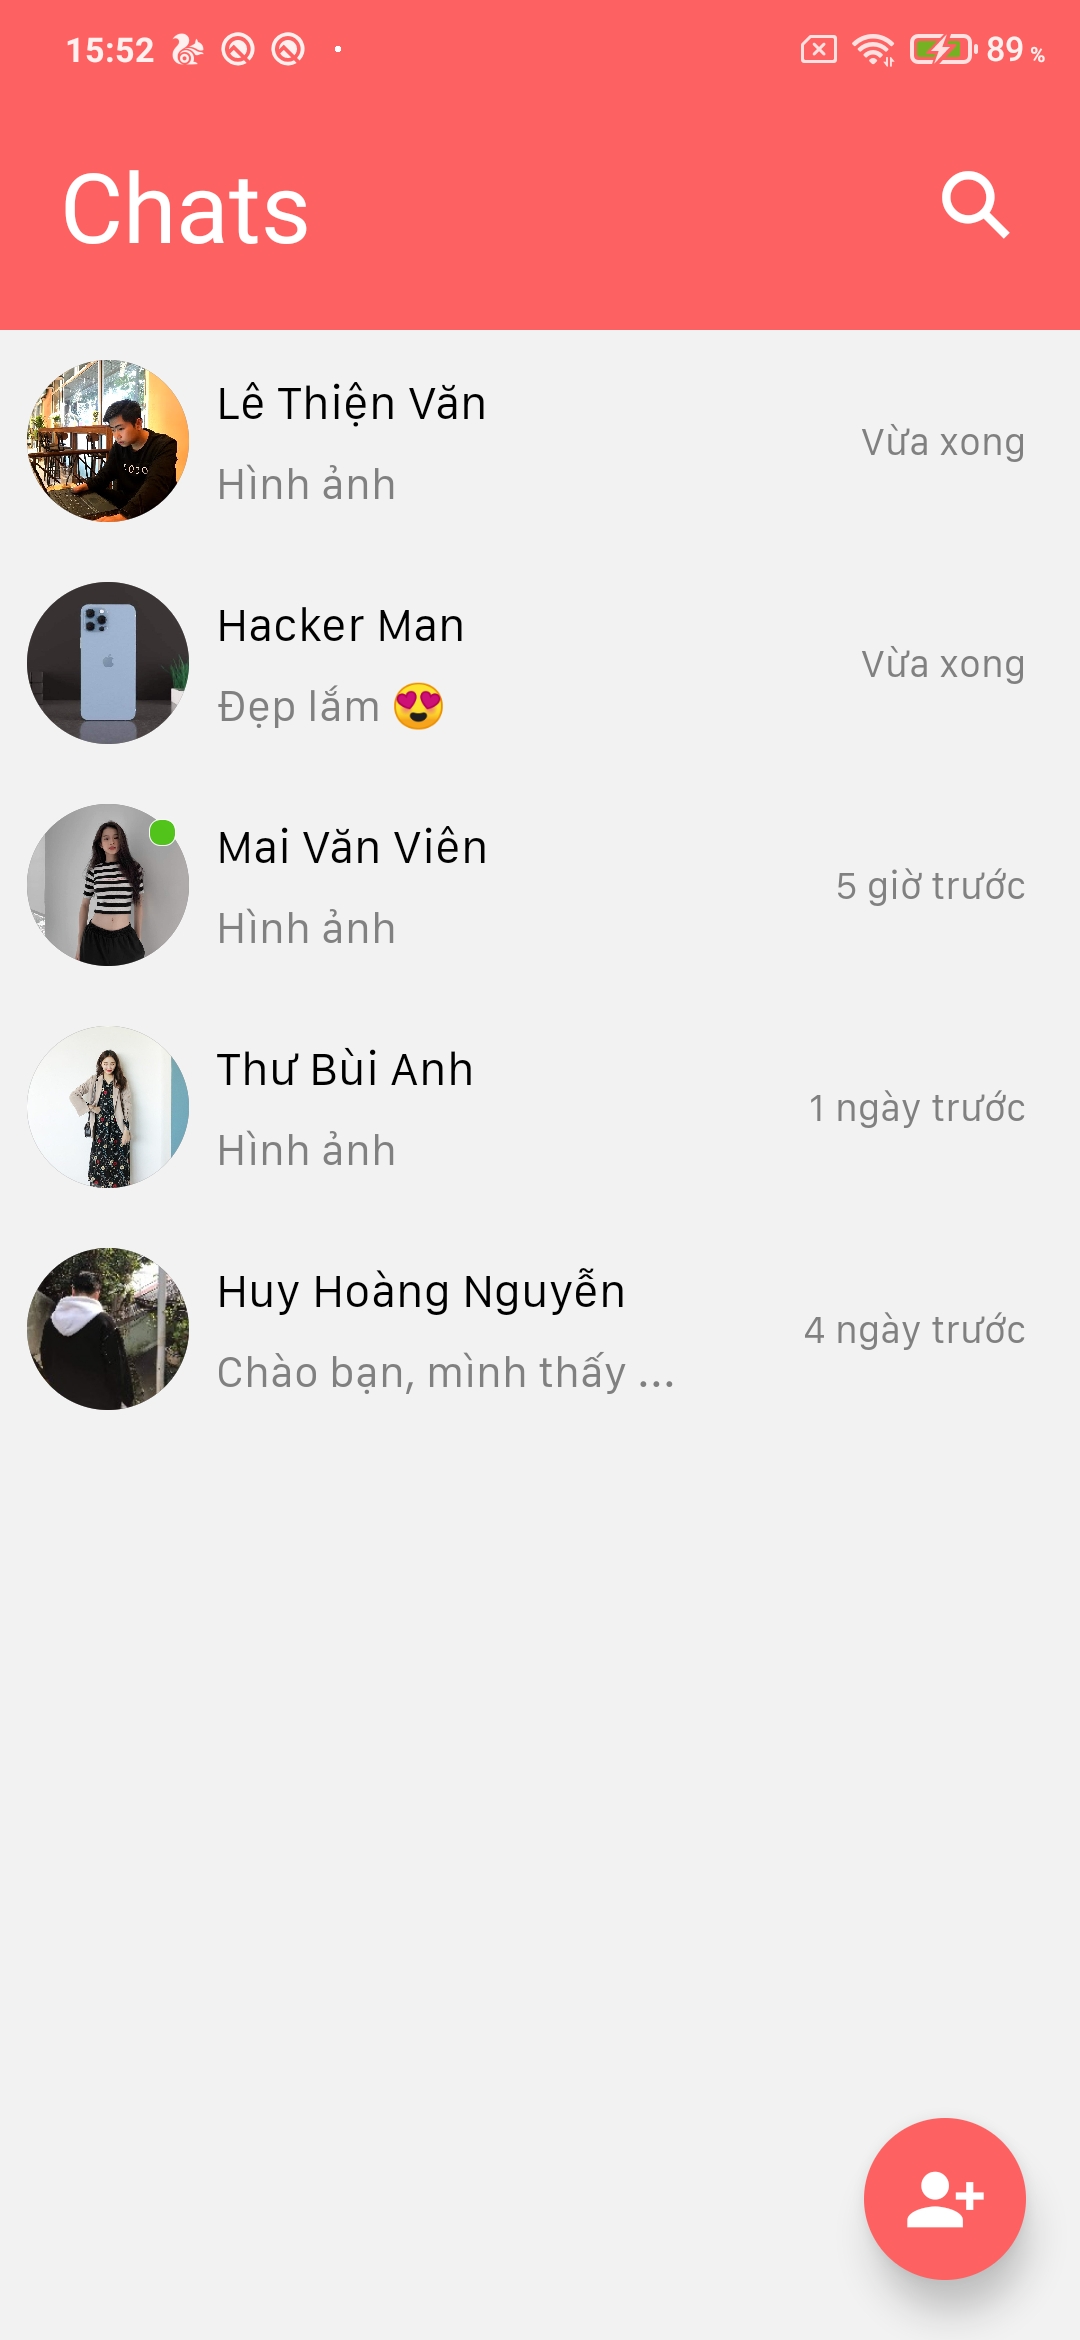 15:52
89 %
Chats
Lê Thiện Văn
Vừa xong
Hình ảnh
Hacker Man
Vừa xong
Đẹp lắm 😍
Mai Văn Viên
5 giờ trước
Hình ảnh
Thư Bùi Anh
1 ngày trước
Hình ảnh
Huy Hoàng Nguyễn
4 ngày trước
Chào bạn, mình thấy ...